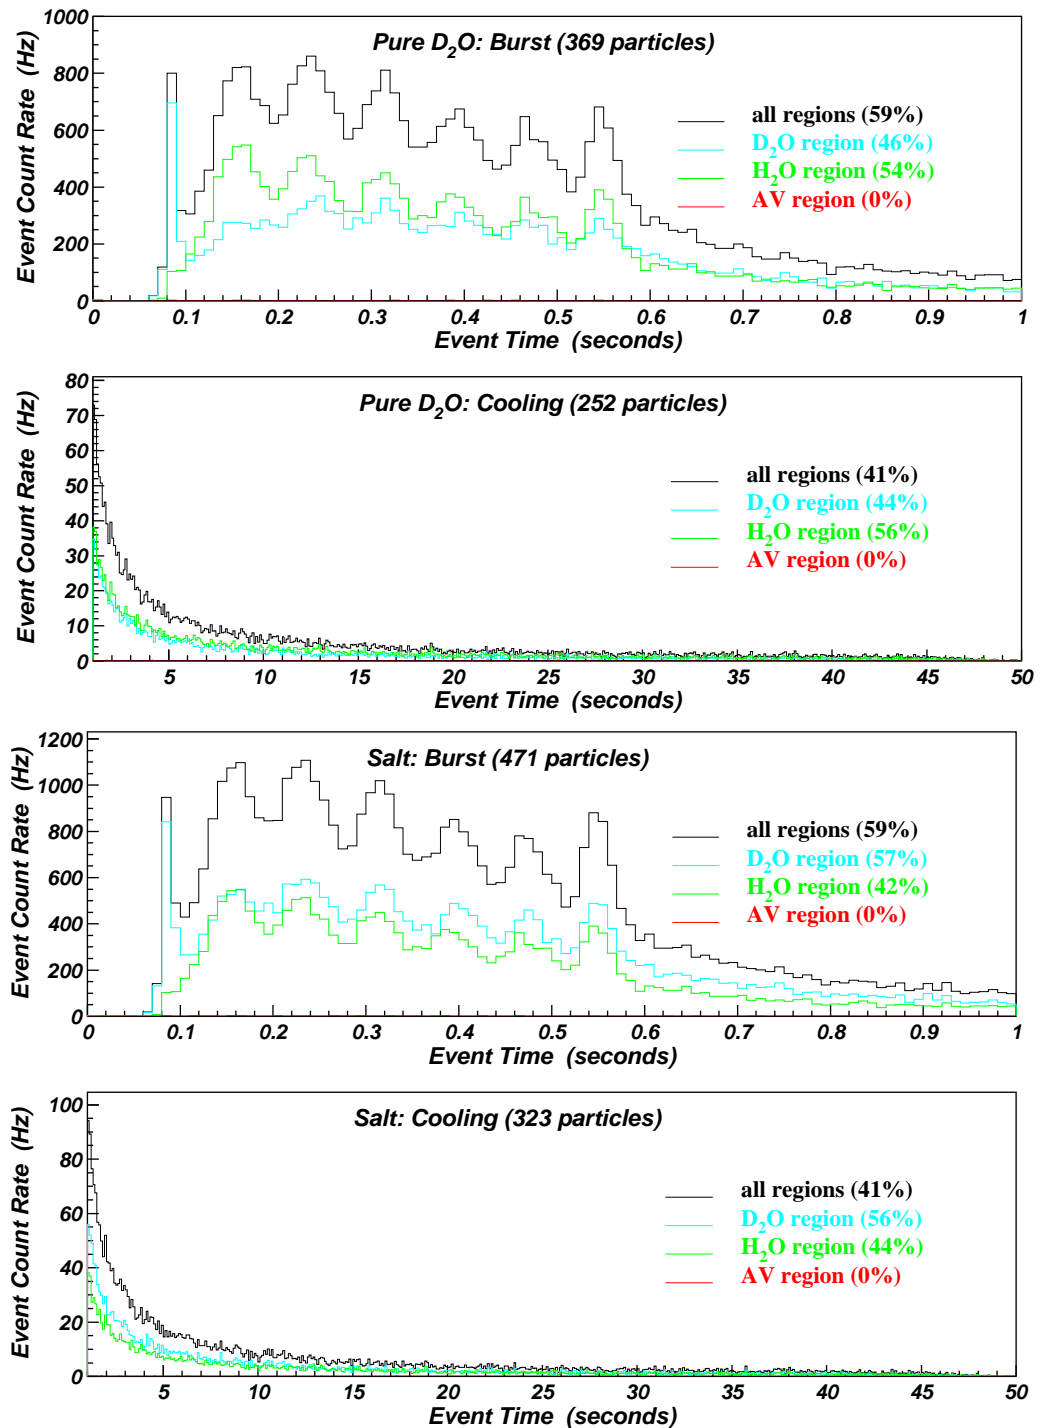 Pure D₂O: Burst (369 particles)
Event Count Rate (Hz)
1000
800
600
400
200
0
all regions (59%)
D₂O region (46%)
H₂O region (54%)
AV region (0%)
0 0.1 0.2 0.3 0.4 0.5 0.6 0.7 0.8 0.9 1
Event Time (seconds)
Pure D₂O: Cooling (252 particles)
Event Count Rate (Hz)
80
70
60
50
40
30
20
10
0
all regions (41%)
D₂O region (44%)
H₂O region (56%)
AV region (0%)
5 10 15 20 25 30 35 40 45 50
Event Time (seconds)
Salt: Burst (471 particles)
Event Count Rate (Hz)
1200
1000
800
600
400
200
0
all regions (59%)
D₂O region (57%)
H₂O region (42%)
AV region (0%)
0 0.1 0.2 0.3 0.4 0.5 0.6 0.7 0.8 0.9 1
Event Time (seconds)
Salt: Cooling (323 particles)
Event Count Rate (Hz)
100
80
60
40
20
0
all regions (41%)
D₂O region (56%)
H₂O region (44%)
AV region (0%)
5 10 15 20 25 30 35 40 45 50
Event Time (seconds)